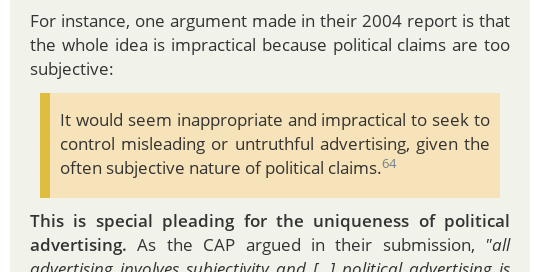 For instance, one argument made in their 2004 report is that
the whole idea is impractical because political claims are too
subjective:
It would seem inappropriate and impractical to seek to
control misleading or untruthful advertising, given the
often subjective nature of political claims.64
This is special pleading for the uniqueness of political
advertising. As the CAP argued in their submission, "all
advertising involves subjectivity and [...] political advertising is